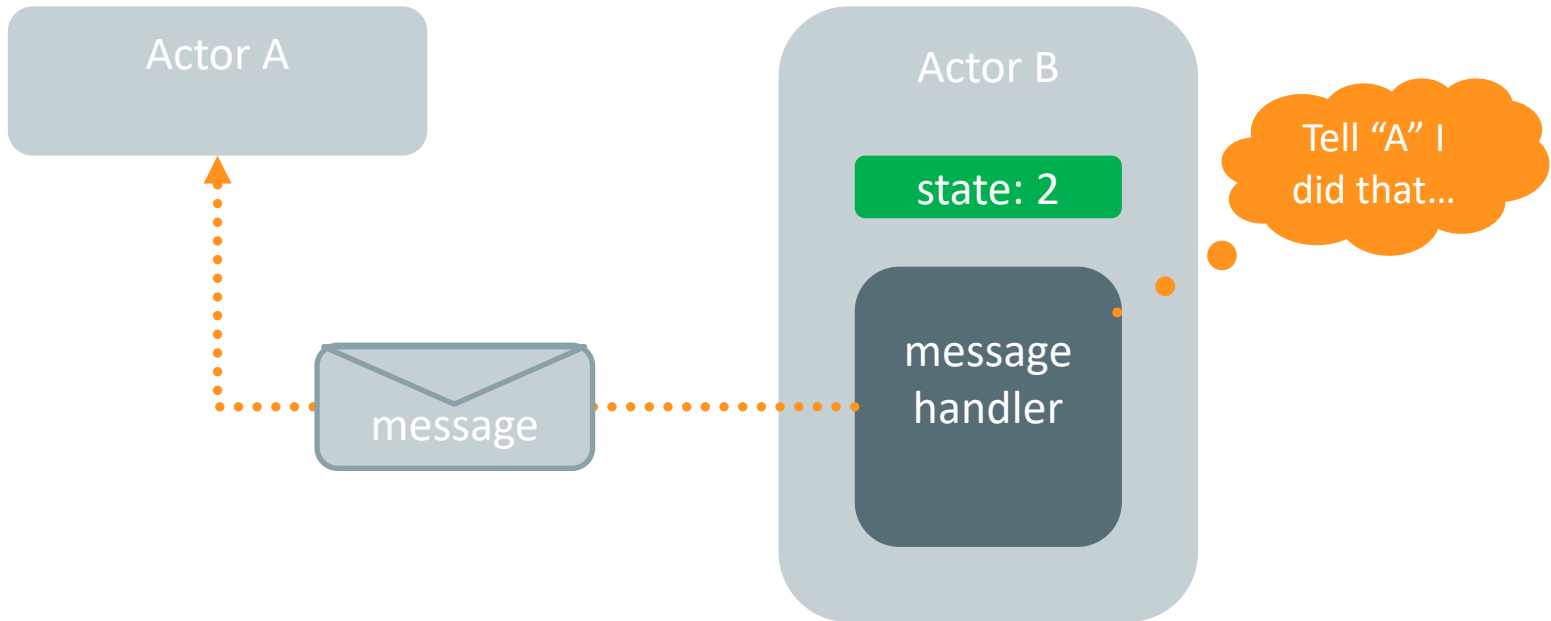 Actor A
Actor B
state: 2
Tell “A” I
did that…
message
handler
message